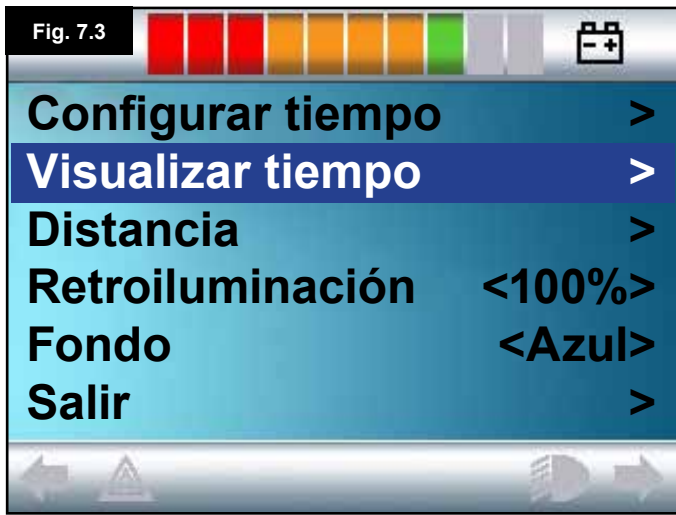 Fig. 7.3
Configurar tiempo >
Visualizar tiempo >
Distancia >
Retroiluminación <100%>
Fondo <Azul>
Salir >